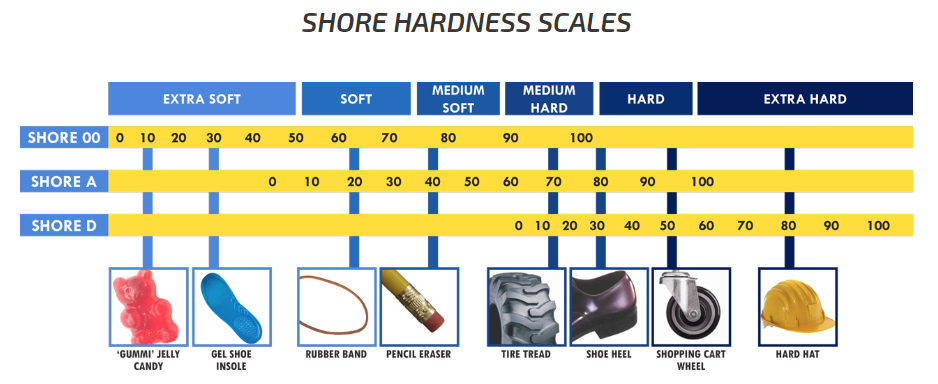 SHORE HARDNESS SCALES
EXTRA SOFT SOFT MEDIUM SOFT MEDIUM HARD HARD EXTRA HARD
SHORE 00 0 10 20 30 40 50 60 70 80 90 100
SHORE A 0 10 20 30 40 50 60 70 80 90 100
SHORE D 0 10 20 30 40 50 60 70 80 90 100
‘GUMMI’ JELLY CANDY
GEL SHOE INSOLE
RUBBER BAND
PENCIL ERASER
TIRE TREAD
SHOE HEEL
SHOPPING CART WHEEL
HARD HAT